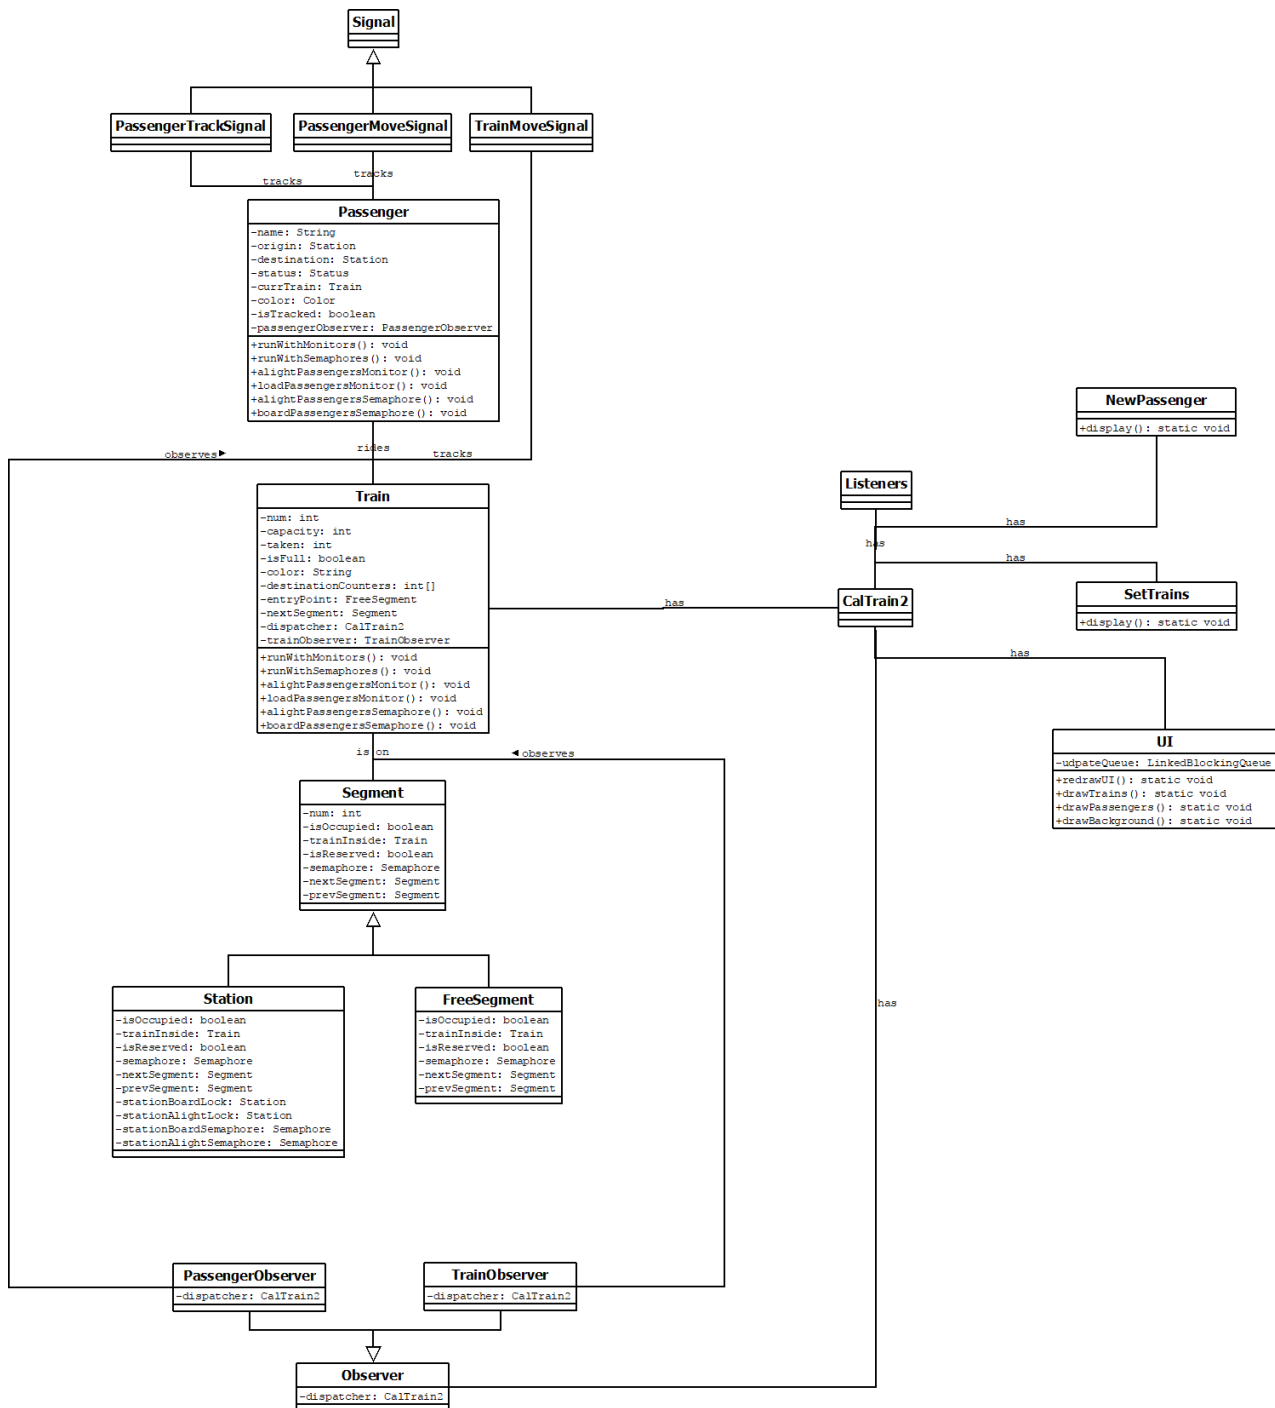 Signal
PassengerTrackSignal
PassengerMoveSignal
TrainMoveSignal
tracks
tracks
Passenger
-name: String
-origin: Station
-destination: Station
-status: Status
-currTrain: Train
-color: Color
-isTracked: boolean
-passengerObserver: PassengerObserver
+runWithMonitors(): void
+runWithSemaphores(): void
+alightPassengersMonitor(): void
+loadPassengersMonitor(): void
+alightPassengersSemaphore(): void
+boardPassengersSemaphore(): void
observes ►
rides
tracks
Train
-num: int
-capacity: int
-taken: int
-isFull: boolean
-color: String
-destinationCounters: int[]
-entryPoint: FreeSegment
-nextSegment: Segment
-dispatcher: CalTrain2
-trainObserver: TrainObserver
+runWithMonitors(): void
+runWithSemaphores(): void
+alightPassengersMonitor(): void
+loadPassengersMonitor(): void
+alightPassengersSemaphore(): void
+boardPassengersSemaphore(): void
NewPassenger
+display(): static void
Listeners
has
has
has
has
CalTrain2
SetTrains
+display(): static void
has
UI
-udpateQueue: LinkedBlockingQueue
+redrawUI(): static void
+drawTrains(): static void
+drawPassengers(): static void
+drawBackground(): static void
is on
◄ observes
Segment
-num: int
-isOccupied: boolean
-trainInside: Train
-isReserved: boolean
-semaphore: Semaphore
-nextSegment: Segment
-prevSegment: Segment
Station
-isOccupied: boolean
-trainInside: Train
-isReserved: boolean
-semaphore: Semaphore
-nextSegment: Segment
-prevSegment: Segment
-stationBoardLock: Station
-stationAlightLock: Station
-stationBoardSemaphore: Semaphore
-stationAlightSemaphore: Semaphore
FreeSegment
-isOccupied: boolean
-trainInside: Train
-isReserved: boolean
-semaphore: Semaphore
-nextSegment: Segment
-prevSegment: Segment
has
PassengerObserver
-dispatcher: CalTrain2
TrainObserver
-dispatcher: CalTrain2
Observer
-dispatcher: CalTrain2